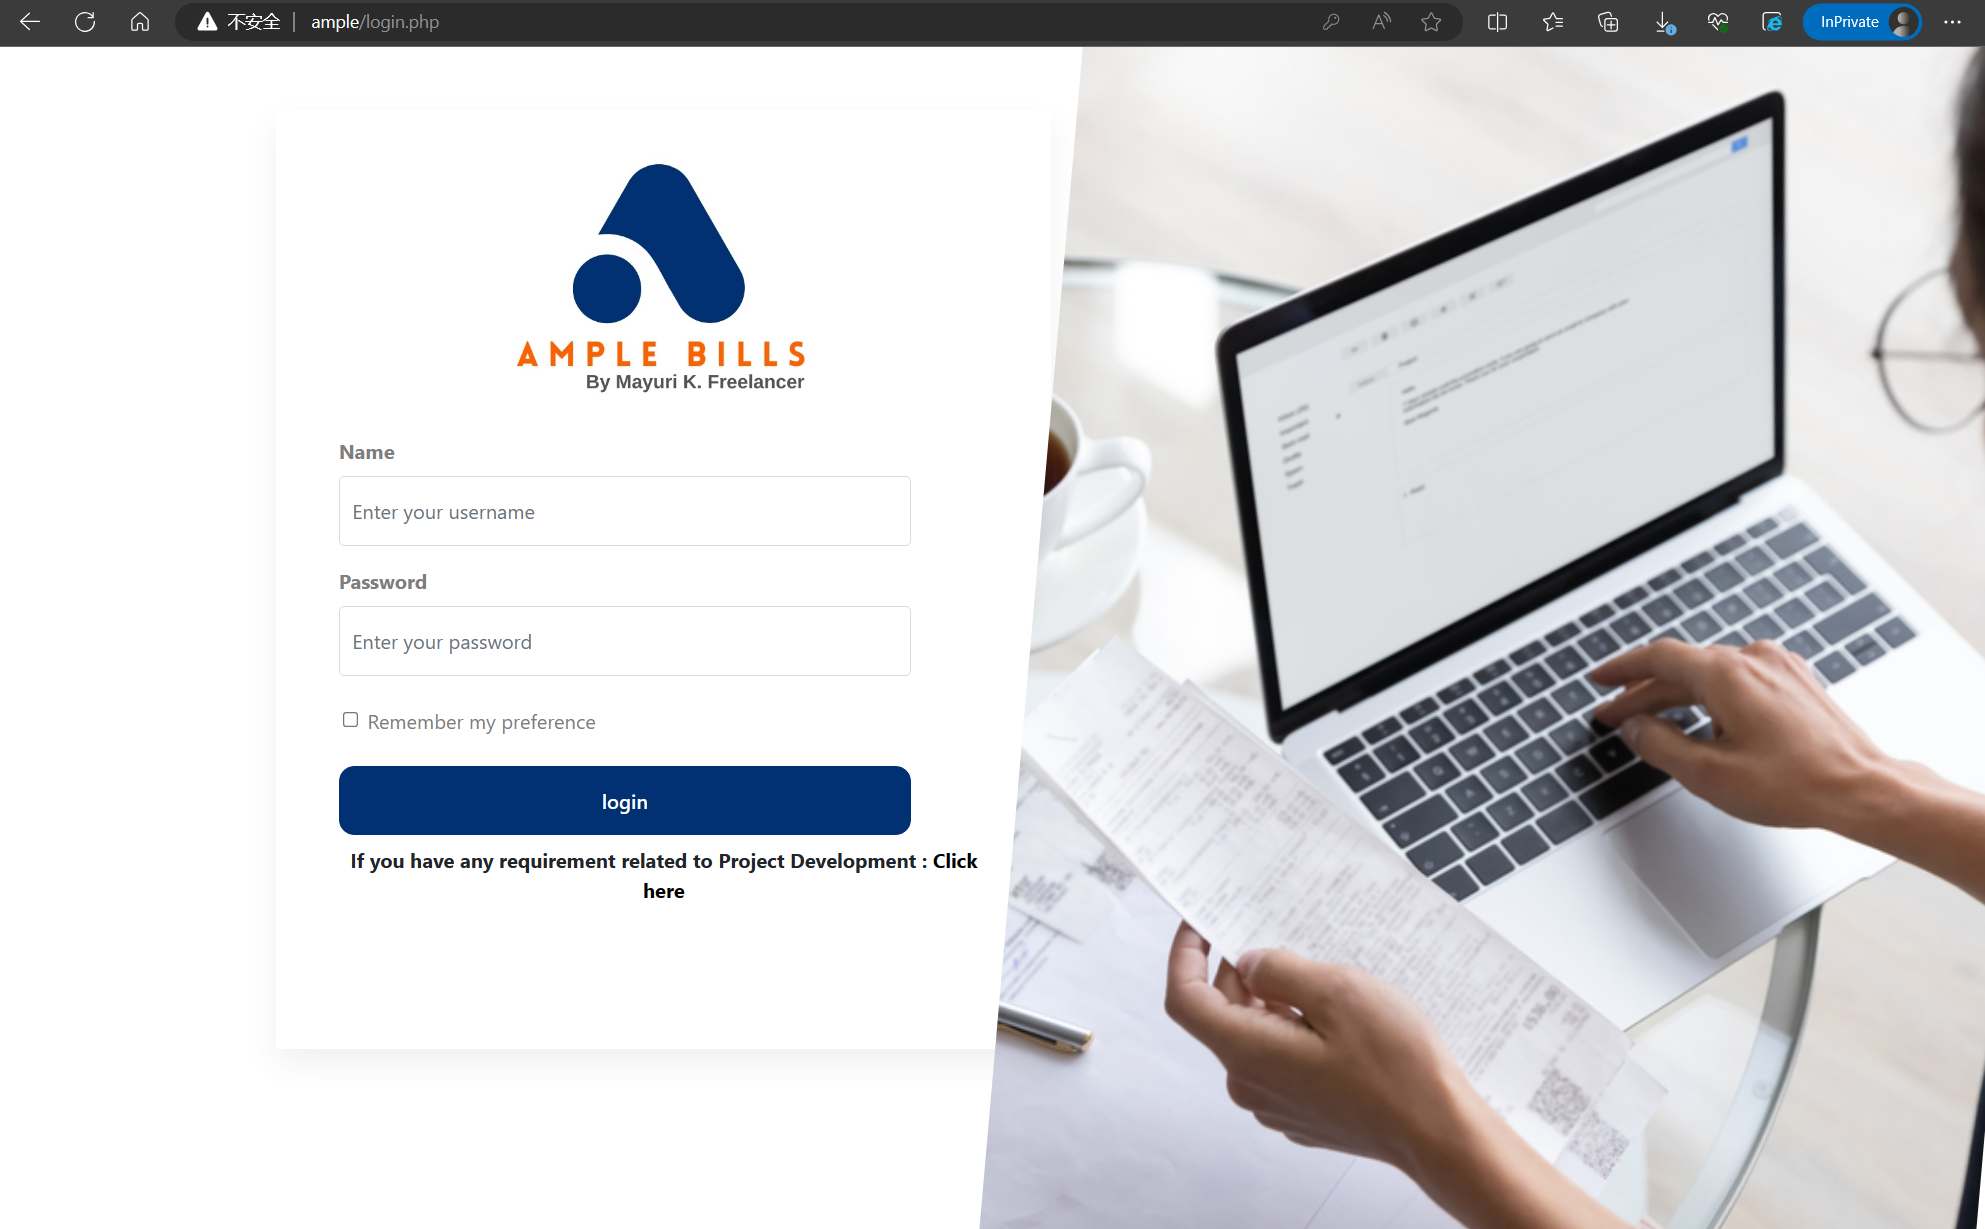 不安全 ample/login.php InPrivate
AMPLE BILLS
By Mayuri K. Freelancer
Name
Enter your username
Password
Enter your password
Remember my preference
login
If you have any requirement related to Project Development : Click
here